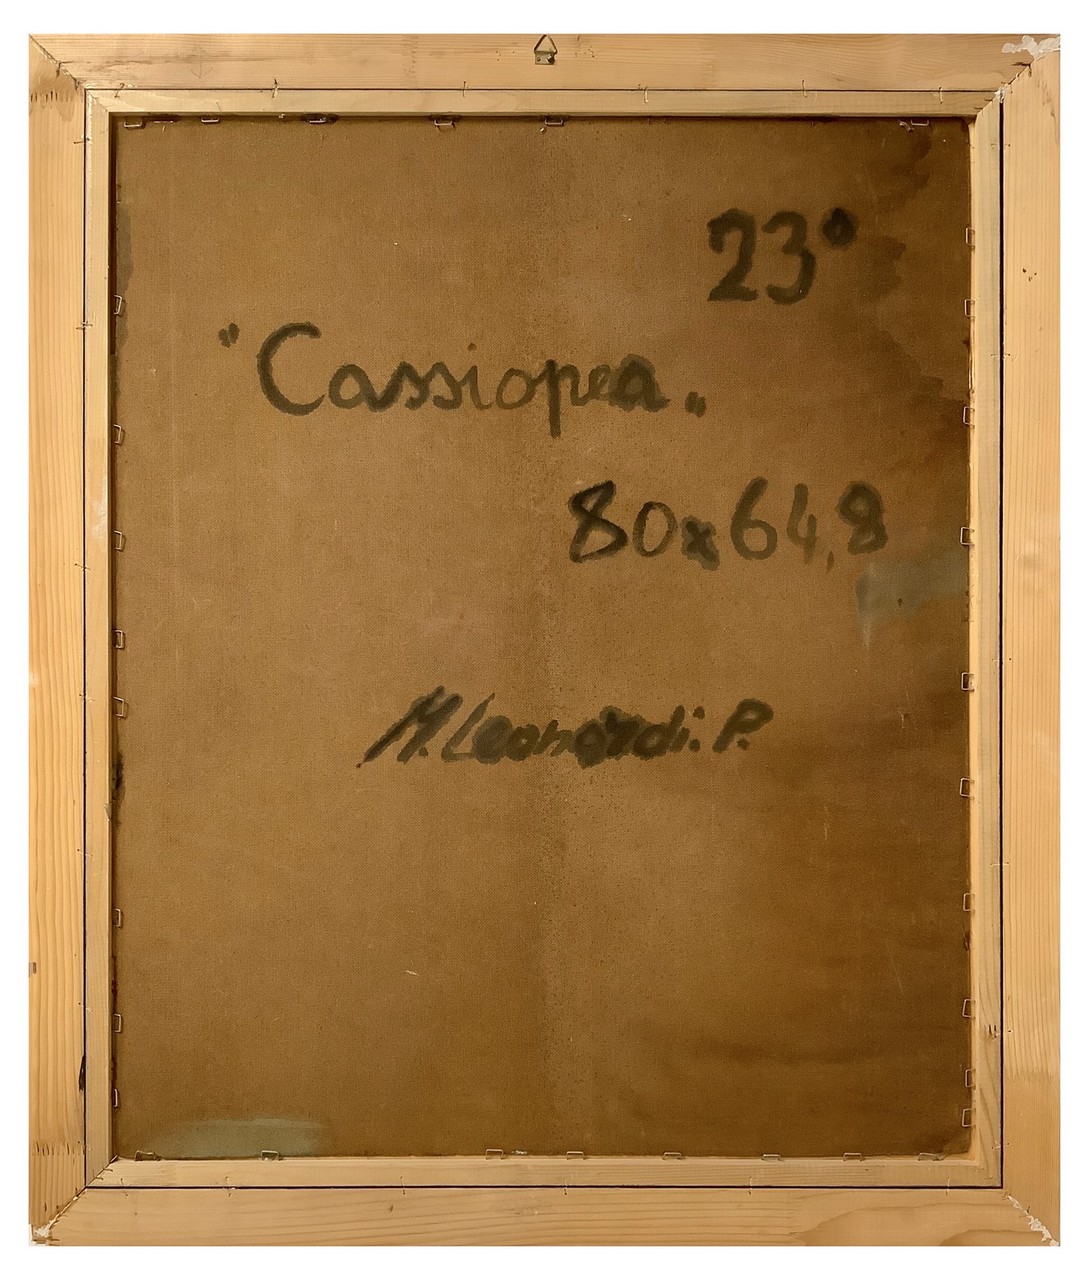 23°
"Cassiopea"
80x64,8
M. Leonardi. P.